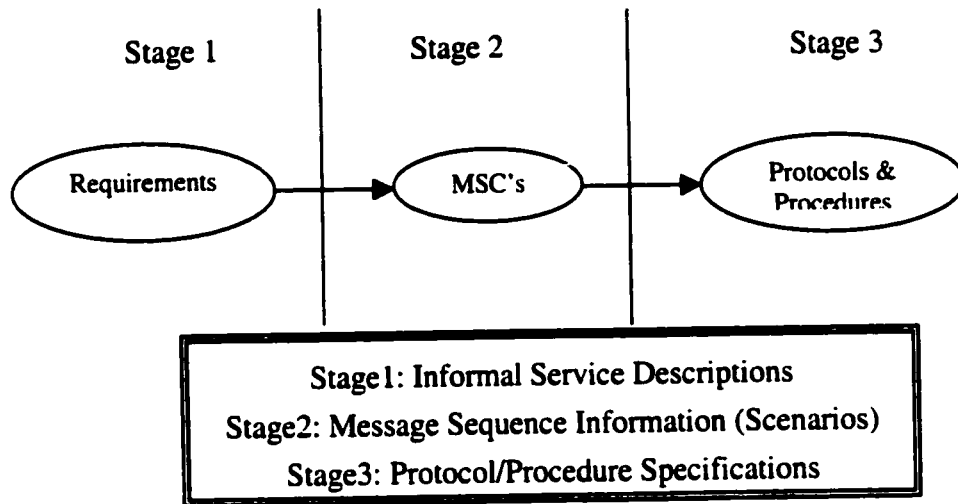 Stage 1
Stage 2
Stage 3
Requirements
MSC's
Protocols &
Procedures
Stage1: Informal Service Descriptions
Stage2: Message Sequence Information (Scenarios)
Stage3: Protocol/Procedure Specifications